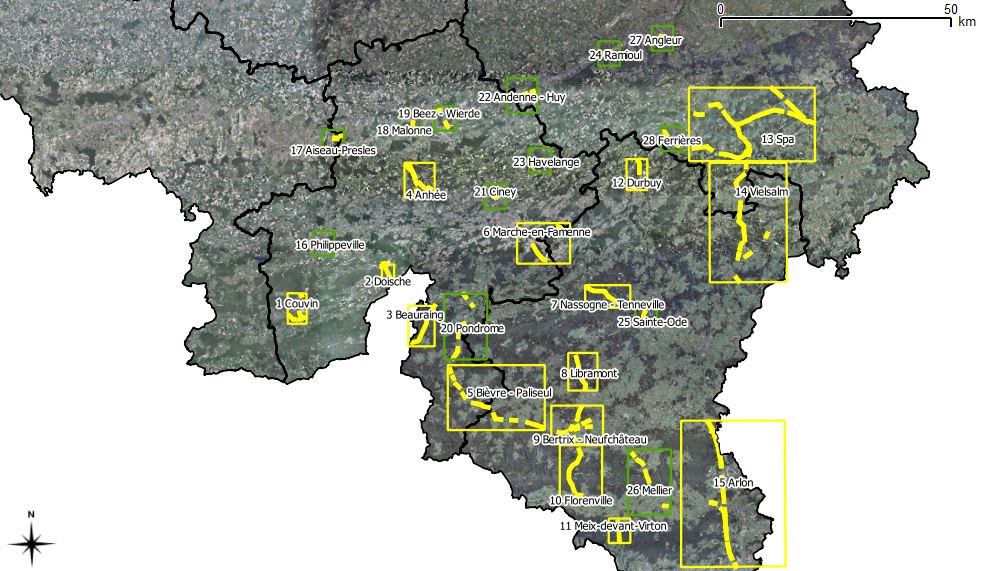 0 50
km
27 Angleur
24 Ramioul
22 Andenne - Huy
19 Beez - Wierde
18 Malonne
28 Ferrières
13 Spa
17 Aiseau-Presles
23 Havelange
12 Durbuy
4 Anhée
21 Ciney
14 Vielsalm
6 Marche-en-Famenne
16 Philippeville
2 Doische
1 Couvin
7 Nassogne - Tenneville
3 Beauraing
25 Sainte-Ode
20 Pondrome
8 Libramont
5 Bièvre - Paliseul
9 Bertrix - Neufchâteau
15 Arlon
26 Mellier
10 Florenville
N
11 Meix-devant-Virton